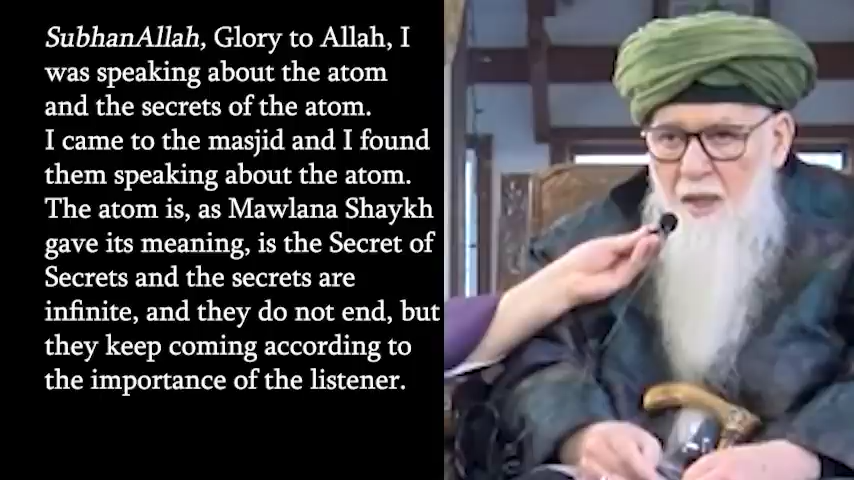 SubhanAllah, Glory to Allah, I
was speaking about the atom
and the secrets of the atom.
I came to the masjid and I found
them speaking about the atom.
The atom is, as Mawlana Shaykh
gave its meaning, is the Secret of
Secrets and the secrets are
infinite, and they do not end, but
they keep coming according to
the importance of the listener.